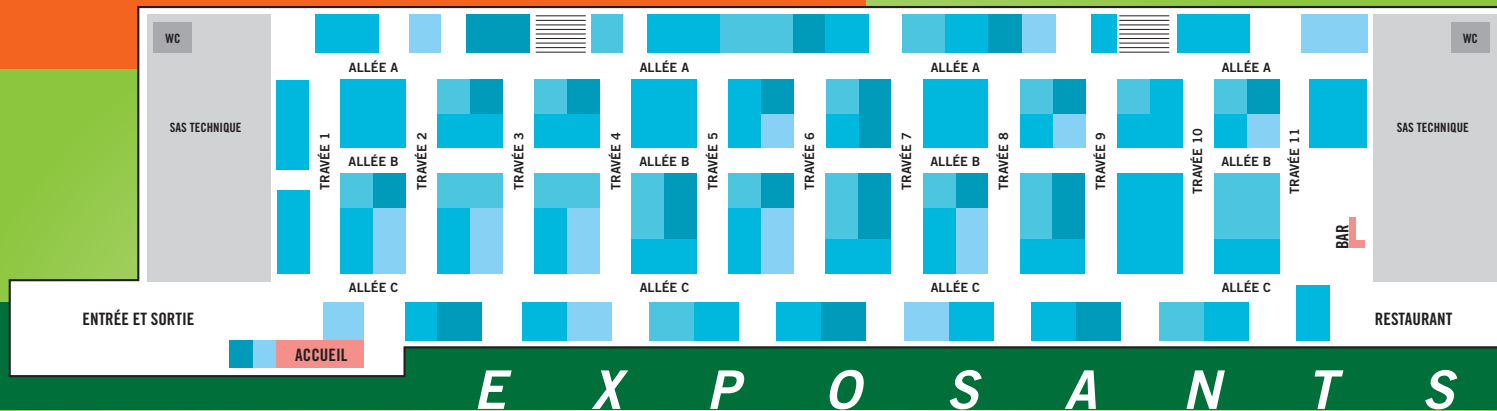 WC
WC
ALLÉE A
ALLÉE A
ALLÉE A
ALLÉE A
SAS TECHNIQUE
SAS TECHNIQUE
TRAVÉE 1
TRAVÉE 2
TRAVÉE 3
TRAVÉE 4
TRAVÉE 5
TRAVÉE 6
TRAVÉE 7
TRAVÉE 8
TRAVÉE 9
TRAVÉE 10
TRAVÉE 11
ALLÉE B
ALLÉE B
ALLÉE B
ALLÉE B
BAR
ALLÉE C
ALLÉE C
ALLÉE C
ALLÉE C
ENTRÉE ET SORTIE
RESTAURANT
ACCUEIL
EXPOSANTS